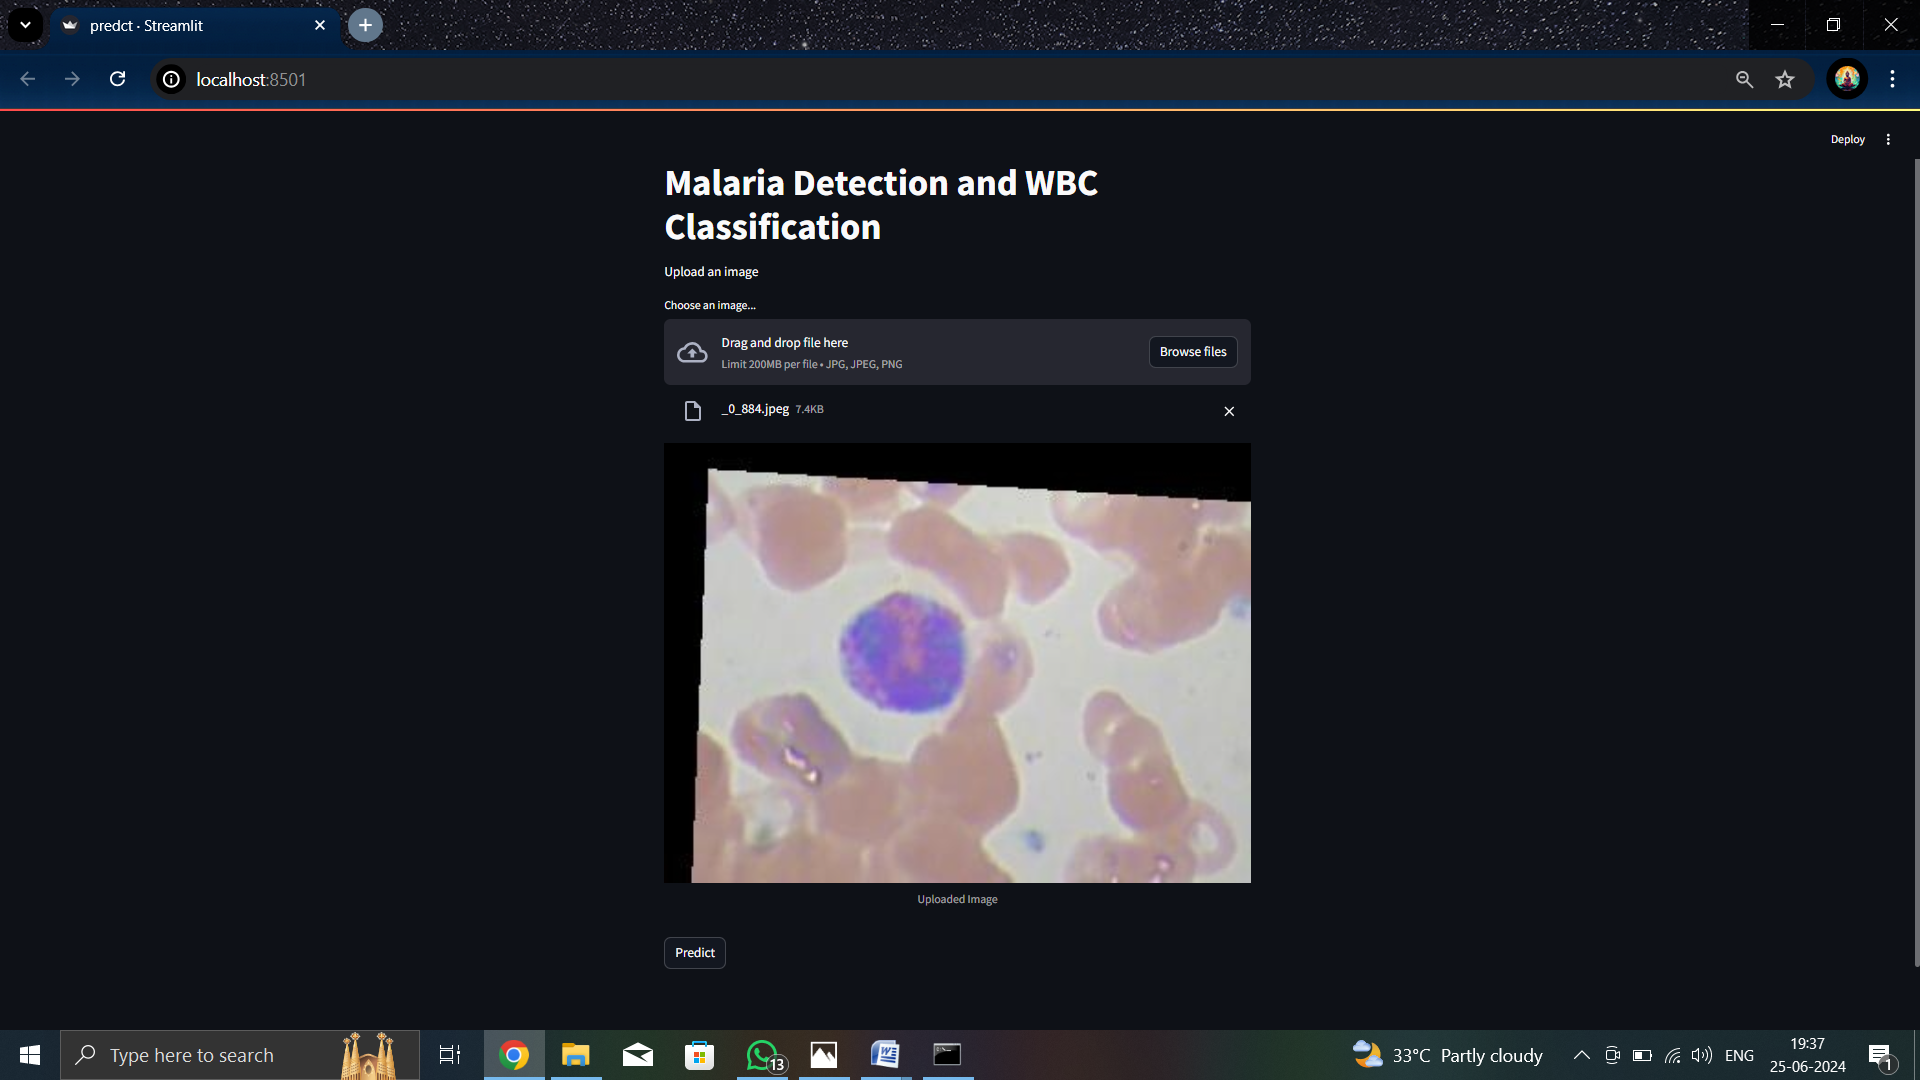 predct · Streamlit
localhost:8501
Deploy
Malaria Detection and WBC
Classification
Upload an image
Choose an image...
Drag and drop file here
Limit 200MB per file • JPG, JPEG, PNG
Browse files
_0_884.jpeg 7.4KB
Uploaded Image
Predict
Type here to search
13
33°C Partly cloudy
ENG
19:37
25-06-2024
1